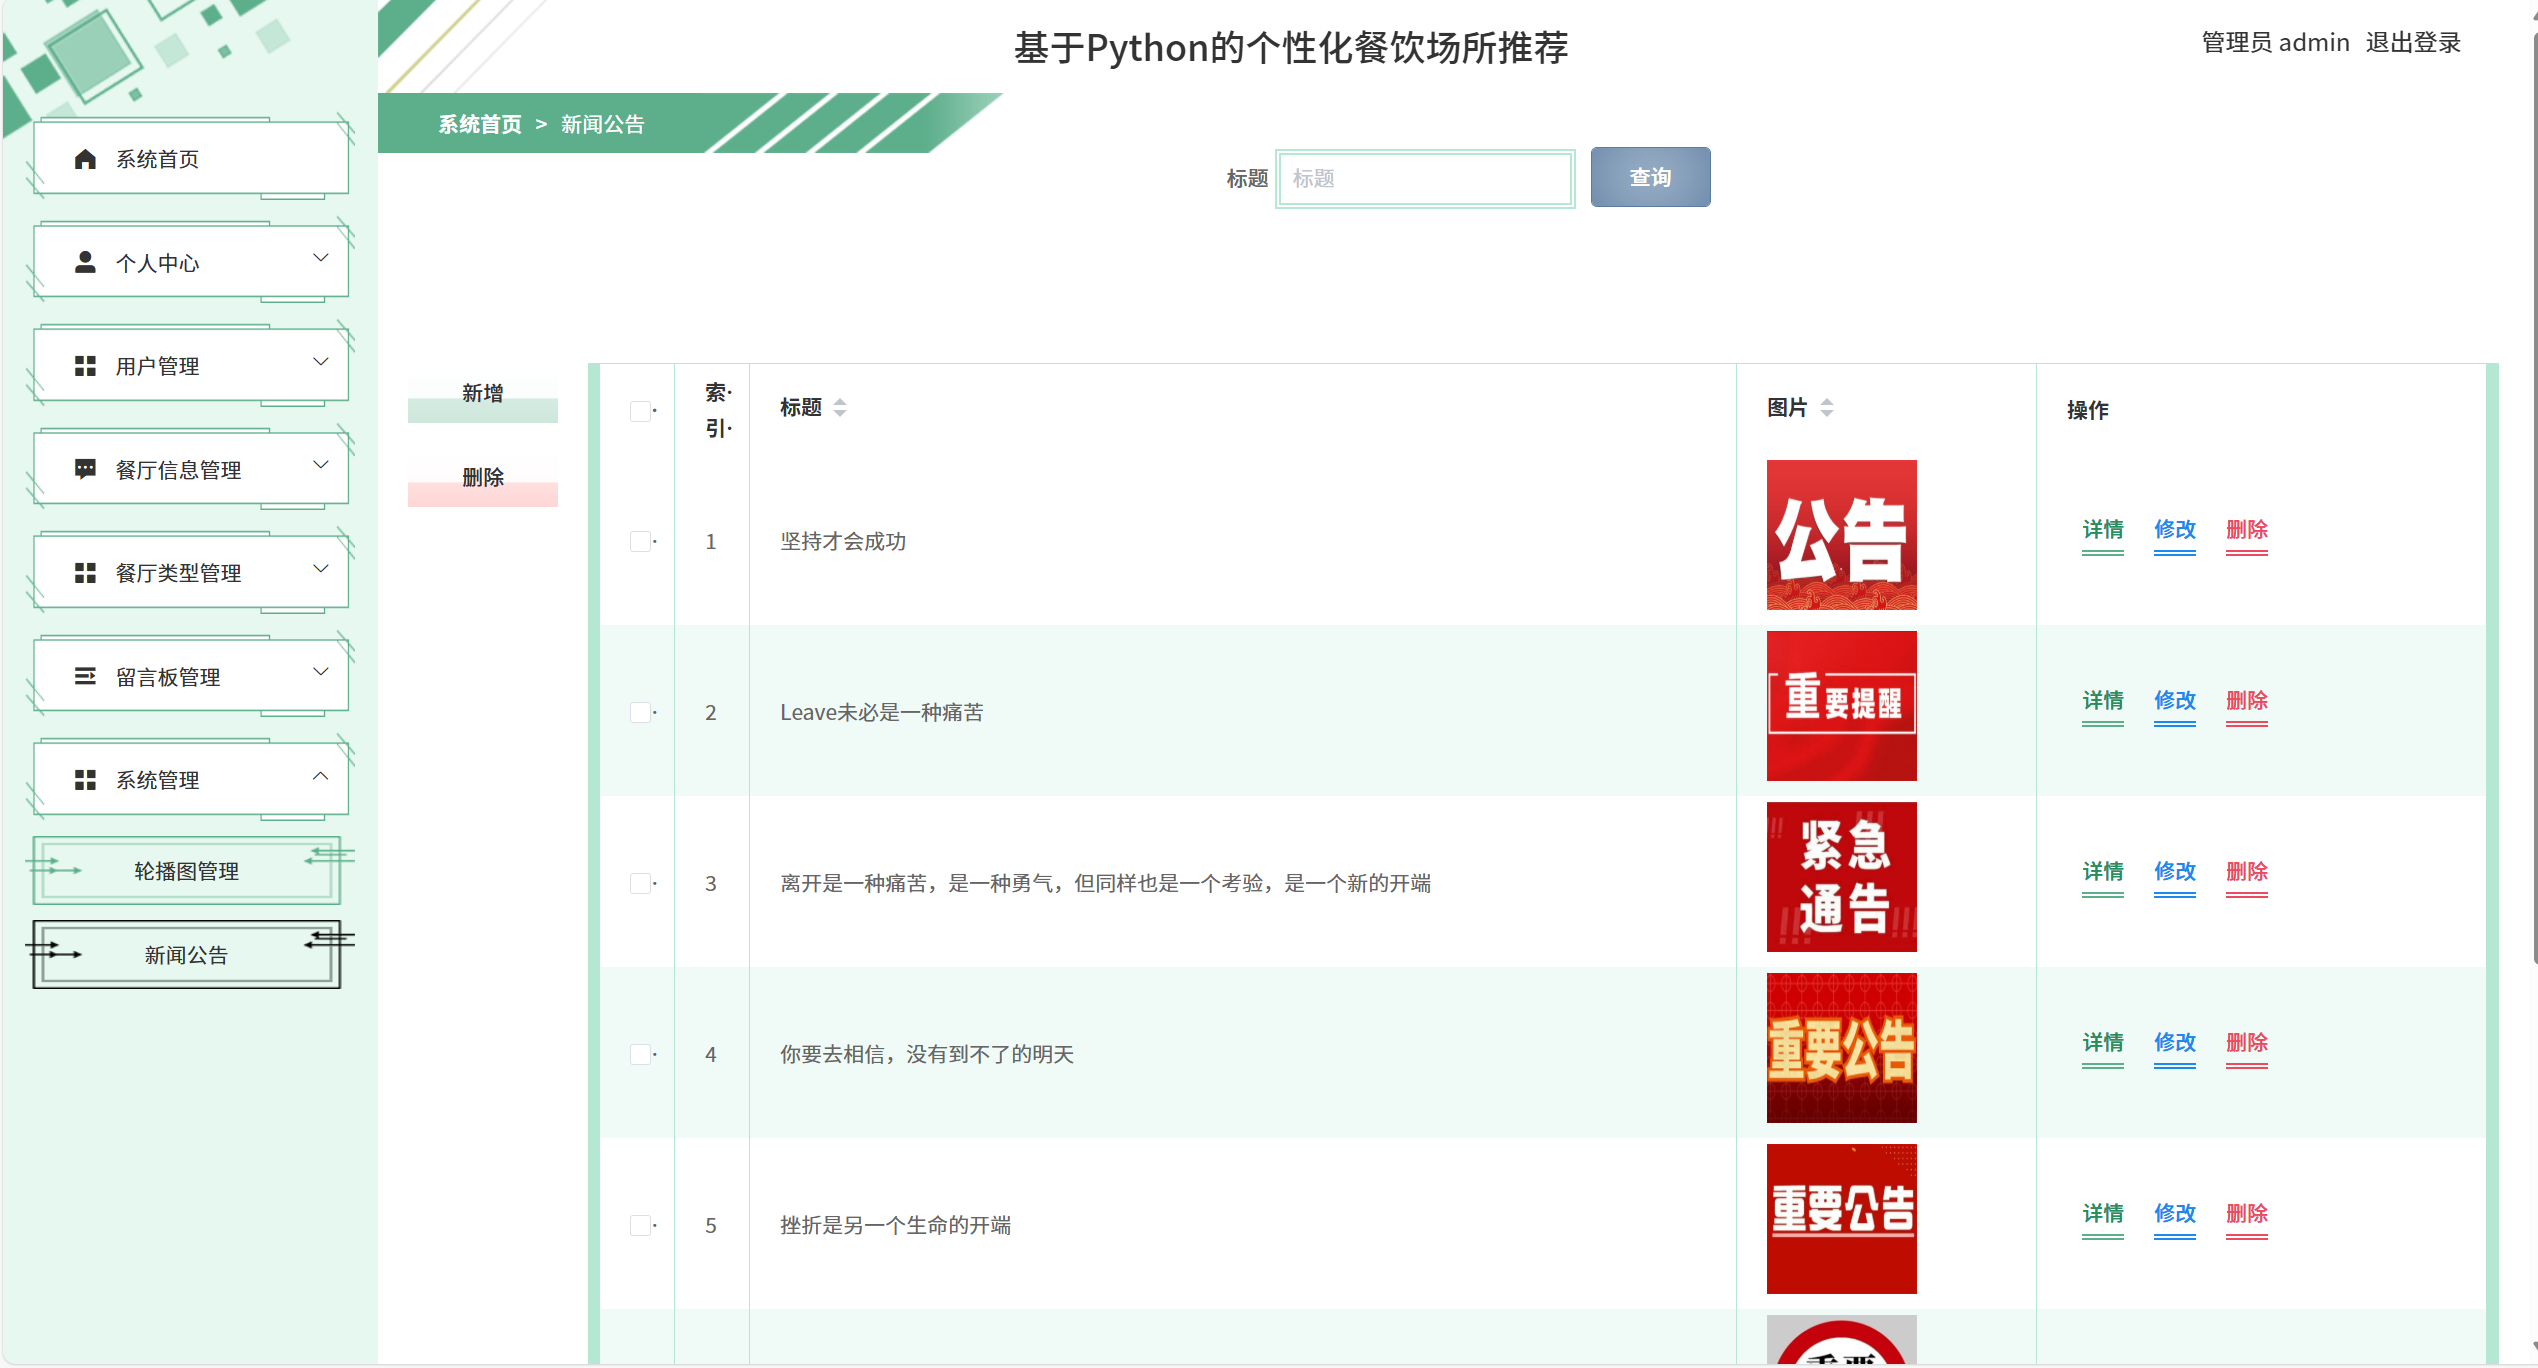 基于Python的个性化餐饮场所推荐
管理员 admin 退出登录
系统首页 > 新闻公告
系统首页
个人中心
用户管理
餐厅信息管理
餐厅类型管理
留言板管理
系统管理
轮播图管理
新闻公告
标题 标题 查询
新增
删除
索引 标题 图片 操作
公告
1 坚持才会成功 详情 修改 删除
重要提醒
2 Leave未必是一种痛苦 详情 修改 删除
紧急
通告
3 离开是一种痛苦，是一种勇气，但同样也是一个考验，是一个新的开端 详情 修改 删除
重要公告
4 你要去相信，没有到不了的明天 详情 修改 删除
重要公告
5 挫折是另一个生命的开端 详情 修改 删除